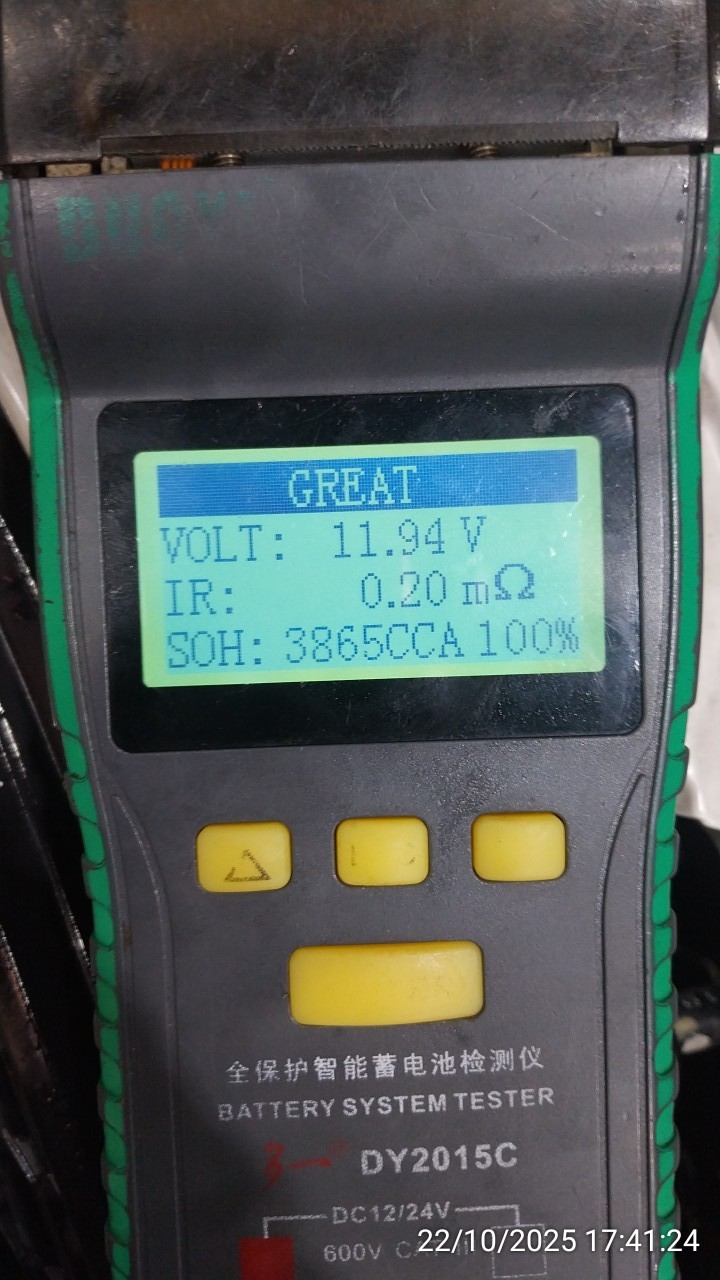 GREAT
VOLT: 11.94 V
IR: 0.20 mΩ
SOH: 3865CCA 100%
全保护智能蓄电池检测仪
BATTERY SYSTEM TESTER
DY2015C
DC12/24V
600V
22/10/2025 17:41:24